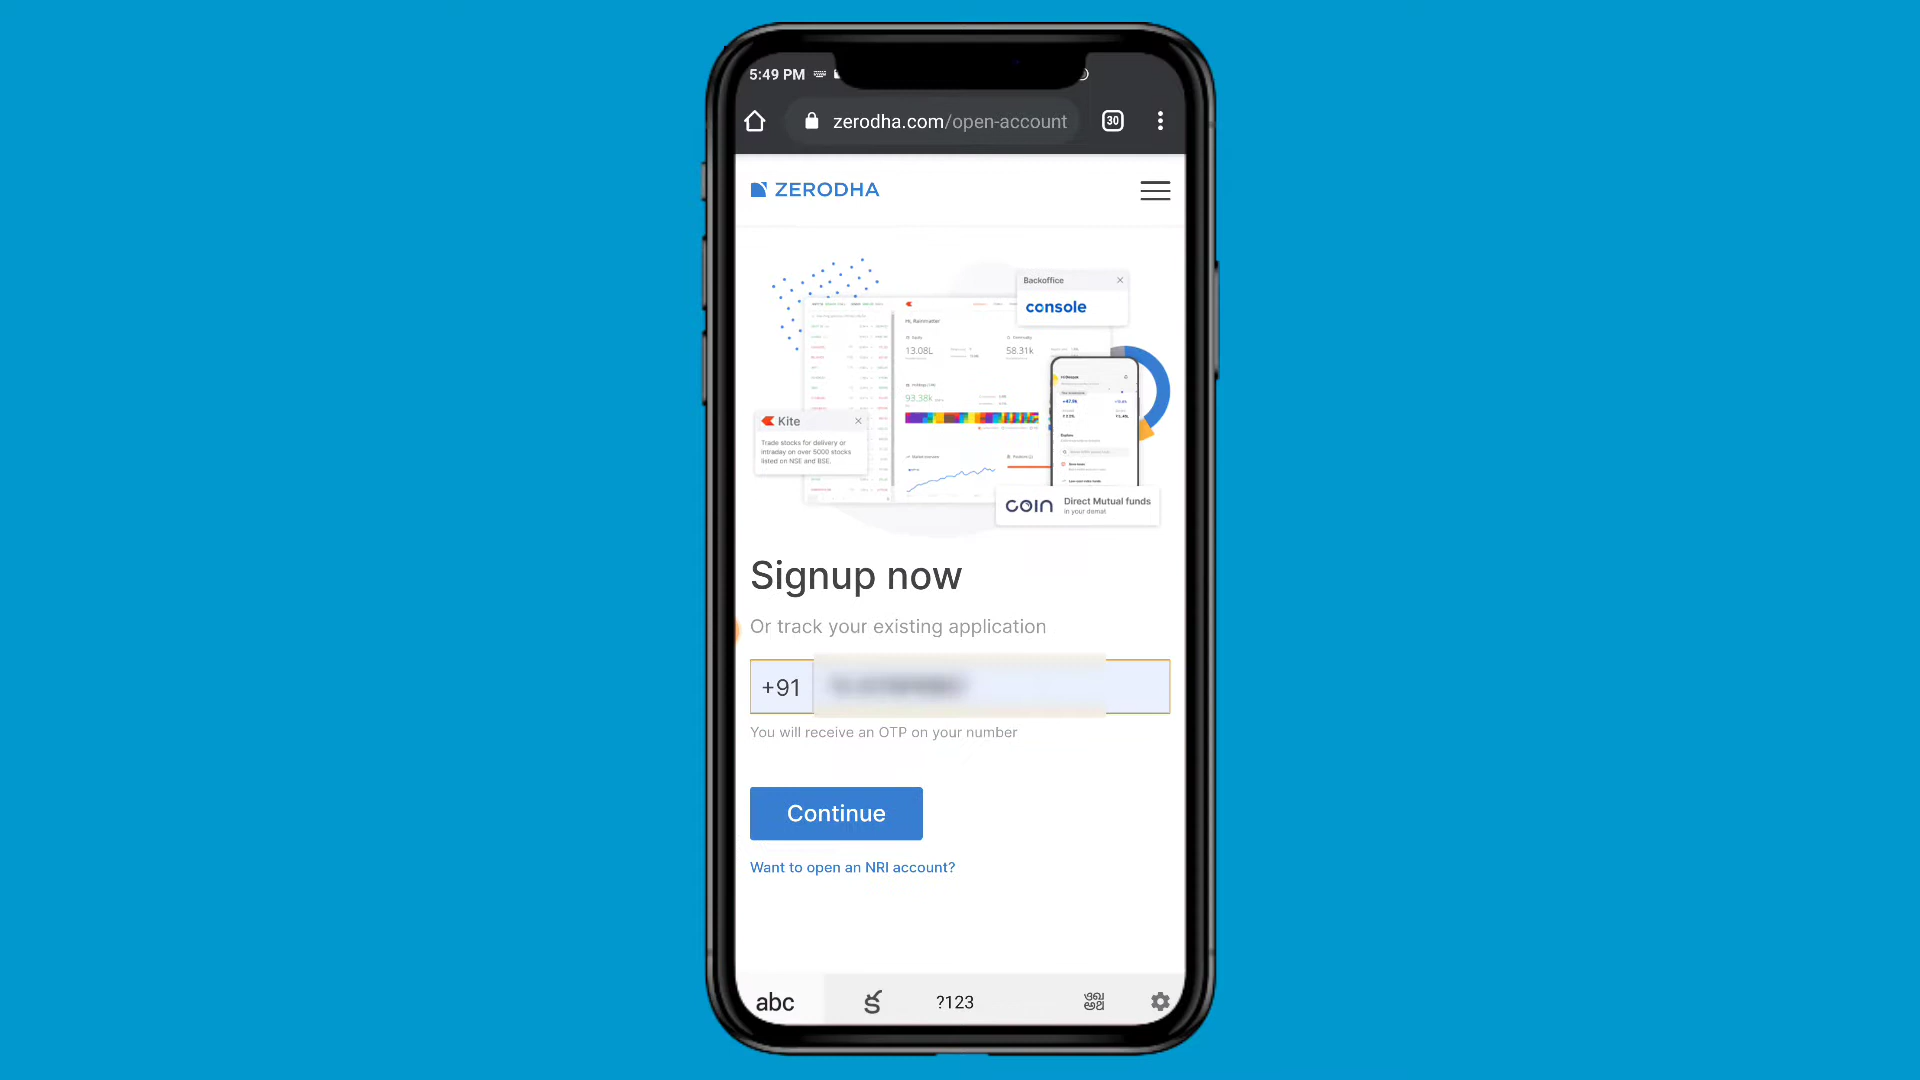 5:49 PM
zerodha.com/open-account
30
ZERODHA
Backoffice
console
Hi, Rainmatter
13.08L
58.31k
93.38k
Kite
Trade stocks for delivery or
intraday on over 5000 stocks
listed on NSE and BSE.
coin
Direct Mutual funds
in your demat
Signup now
Or track your existing application
+91
You will receive an OTP on your number
Continue
Want to open an NRI account?
abc
?123